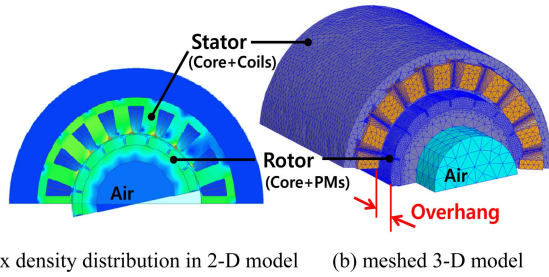 Stator
(Core+Coils)
Rotor
(Core+PMs)
Air
Air
Overhang
x density distribution in 2-D model
(b) meshed 3-D model